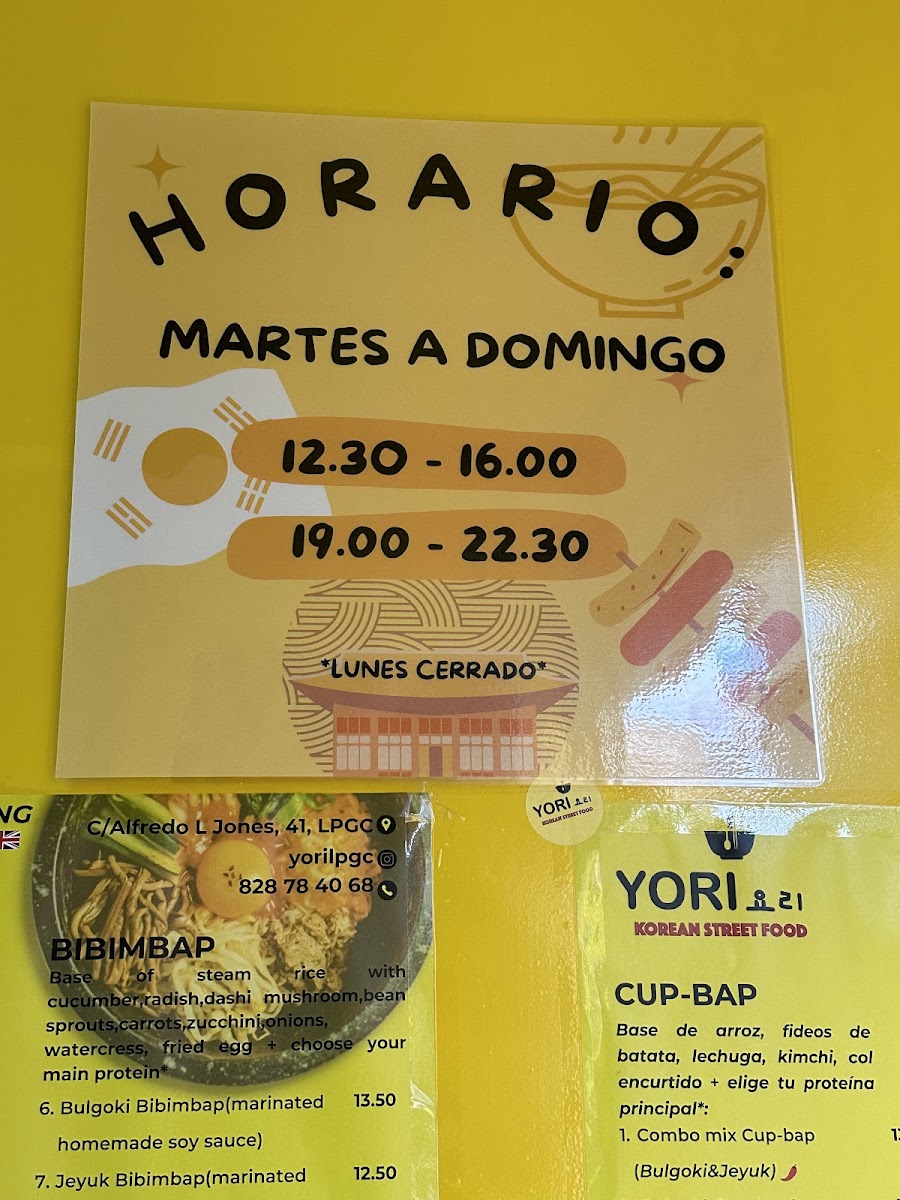 HORARIO:
MARTES A DOMINGO
12.30 - 16.00
19.00 - 22.30
*LUNES CERRADO*
YORI 요리
KOREAN STREET FOOD
C/Alfredo L Jones, 41, LPGC
yorilpgc
828 78 40 68
BIBIMBAP
Base of steam rice with
cucumber,radish,dashi mushroom,bean
sprouts,carrots,zucchini,onions,
watercress, fried egg + choose your
main protein*
6. Bulgoki Bibimbap(marinated 13.50
homemade soy sauce)
7. Jeyuk Bibimbap(marinated 12.50
YORI 요리
KOREAN STREET FOOD
CUP-BAP
Base de arroz, fideos de
batata, lechuga, kimchi, col
encurtido + elige tu proteína
principal*:
1. Combo mix Cup-bap
(Bulgoki&Jeyuk)